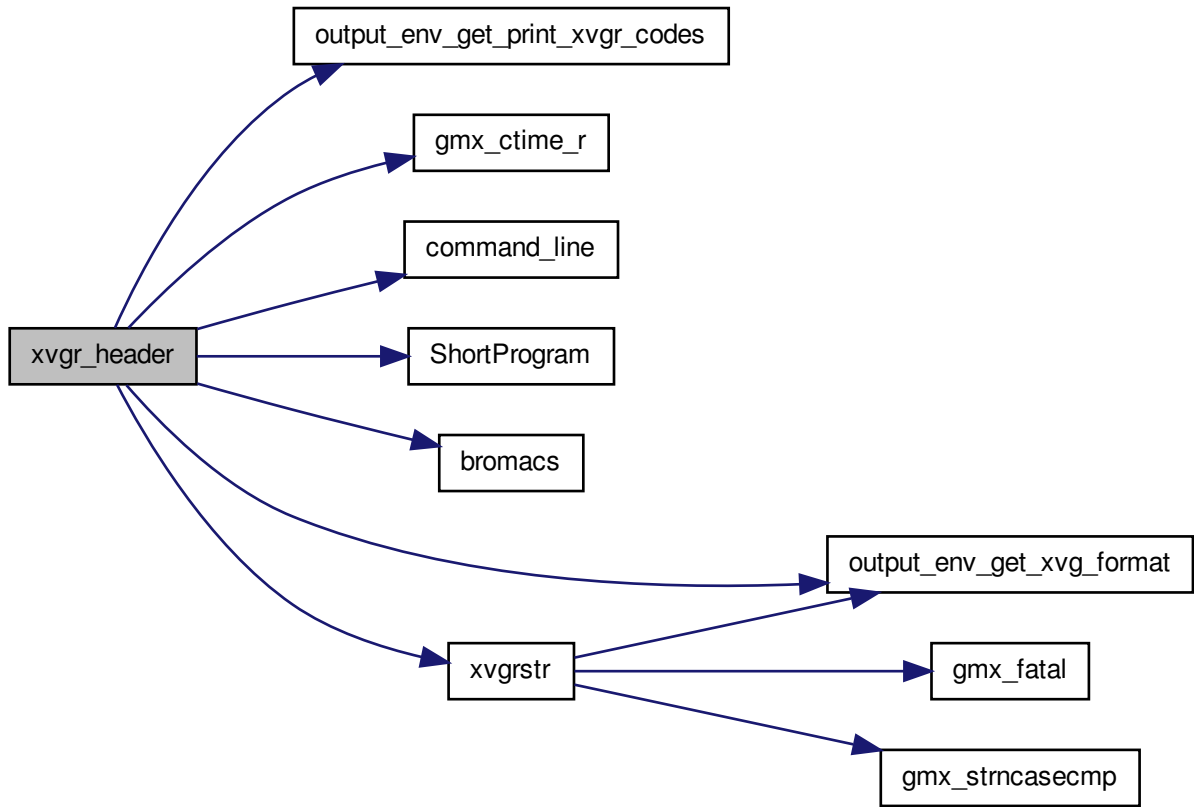 output_env_get_print_xvgr_codes
gmx_ctime_r
command_line
xvgr_header
ShortProgram
bromacs
output_env_get_xvg_format
xvgrstr
gmx_fatal
gmx_strncasecmp